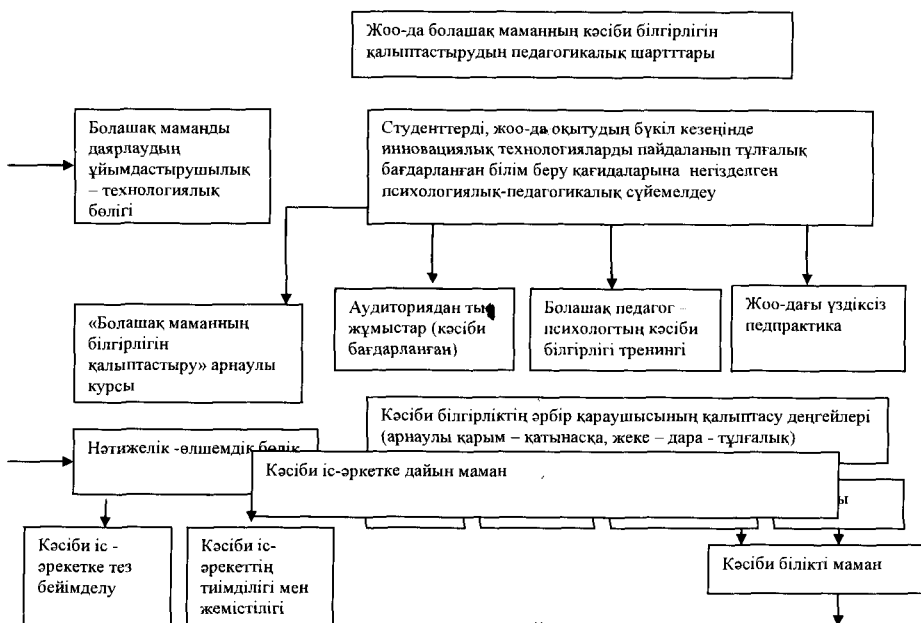 Жоо-да болашақ маманның кәсіби білгірлігін
қалыптастырудың педагогикалық шартттары
Болашақ маманды
даярлаудың
ұйымдастырушылық
– технологиялық
бөлігі
Студенттерді, жоо-да оқытудың бүкіл кезеңінде
инновациялық технологияларды пайдаланып тұлғалық
бағдарланған білім беру қағидаларына негізделген
психологиялық-педагогикалық сүйемелдеу
«Болашақ маманның
білгірлігін
қалыптастыру» арнаулы
курсы
Аудиториядан тыс
жұмыстар (кәсіби
бағдарланған)
Болашақ педагог –
психологтың кәсіби
білгірлігі тренингі
Жоо-дағы үздіксіз
педпрактика
Кәсіби білгірліктің әрбір қараушысының қалыптасу деңгейлері
(арнаулы қарым – қатынасқа, жеке – дара - тұлғалық)
Нәтижелік -өлшемдік бөлік
Кәсіби іс-әркетке дайын маман
ы
Кәсіби іс -
әрекетке тез
бейімделу
Кәсіби іс-
әрекеттің
тиімділігі мен
жемістілігі
Кәсіби білікті маман